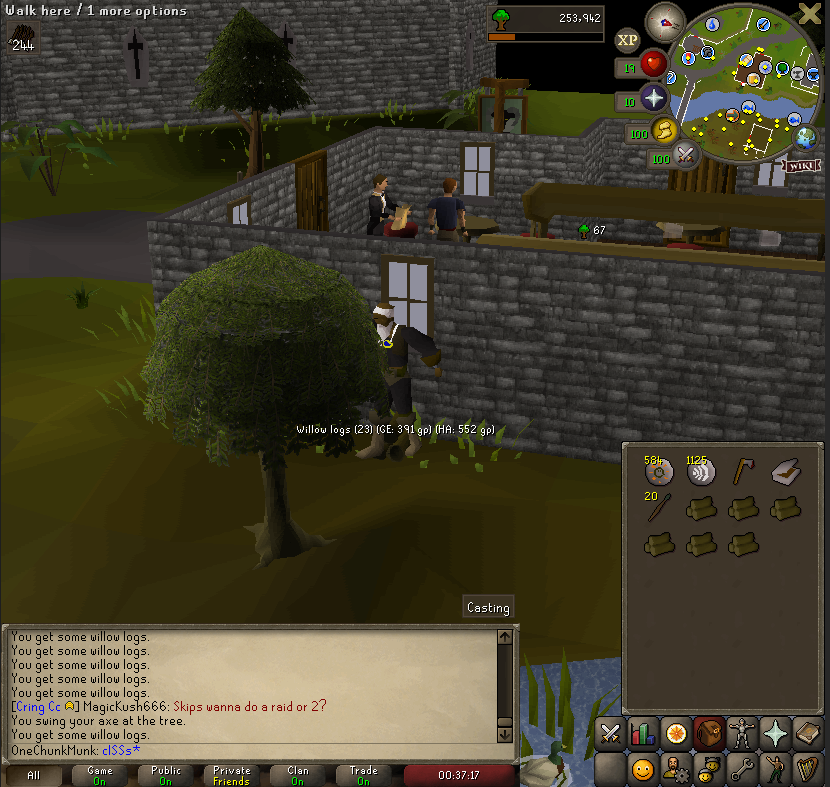 Walk here / 1 more options
253,942
244
XP
19
10
100
100
WIKI
67
Willow logs (23) (GE: 391 gp) (HA: 552 gp)
584
1125
20
Casting
You get some willow logs.
You get some willow logs.
You get some willow logs.
You get some willow logs.
You get some willow logs.
[Cring Cc] MagicKush666: Skips wanna do a raid or 2?
You swing your axe at the tree.
You get some willow logs.
OneChunkMunk: clSSs*
All
Game
On
Public
On
Private
Friends
Clan
On
Trade
On
00:37:17